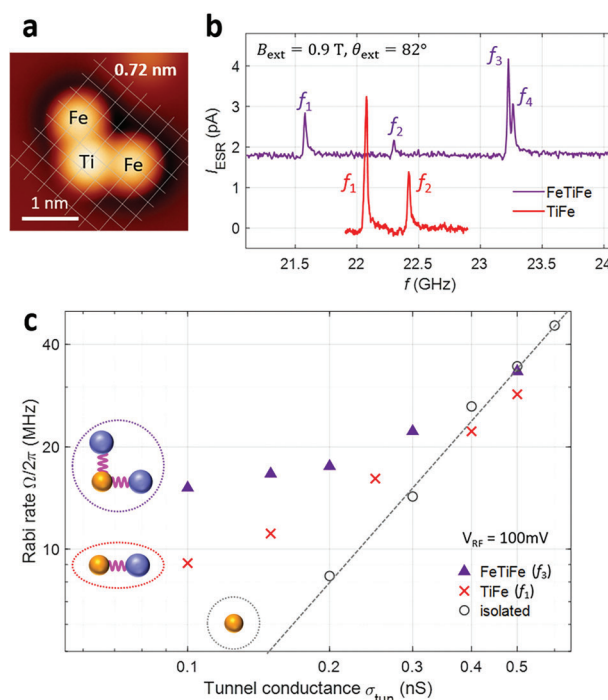 a
0.72 nm
Fe
Ti
Fe
1 nm
b
B_ext = 0.9 T, θ_ext = 82°
f₁
f₂
f₃
f₄
f₁
f₂
FeTiFe
TiFe
I_ESR (pA)
4
3
2
1
0
21.5
22
22.5
23
23.5
24
f (GHz)
c
Rabi rate Ω/2π (MHz)
40
20
10
V_RF = 100mV
FeTiFe (f₃)
TiFe (f₁)
isolated
0.1
0.2
0.3
0.4
0.5
Tunnel conductance σ_tun (nS)